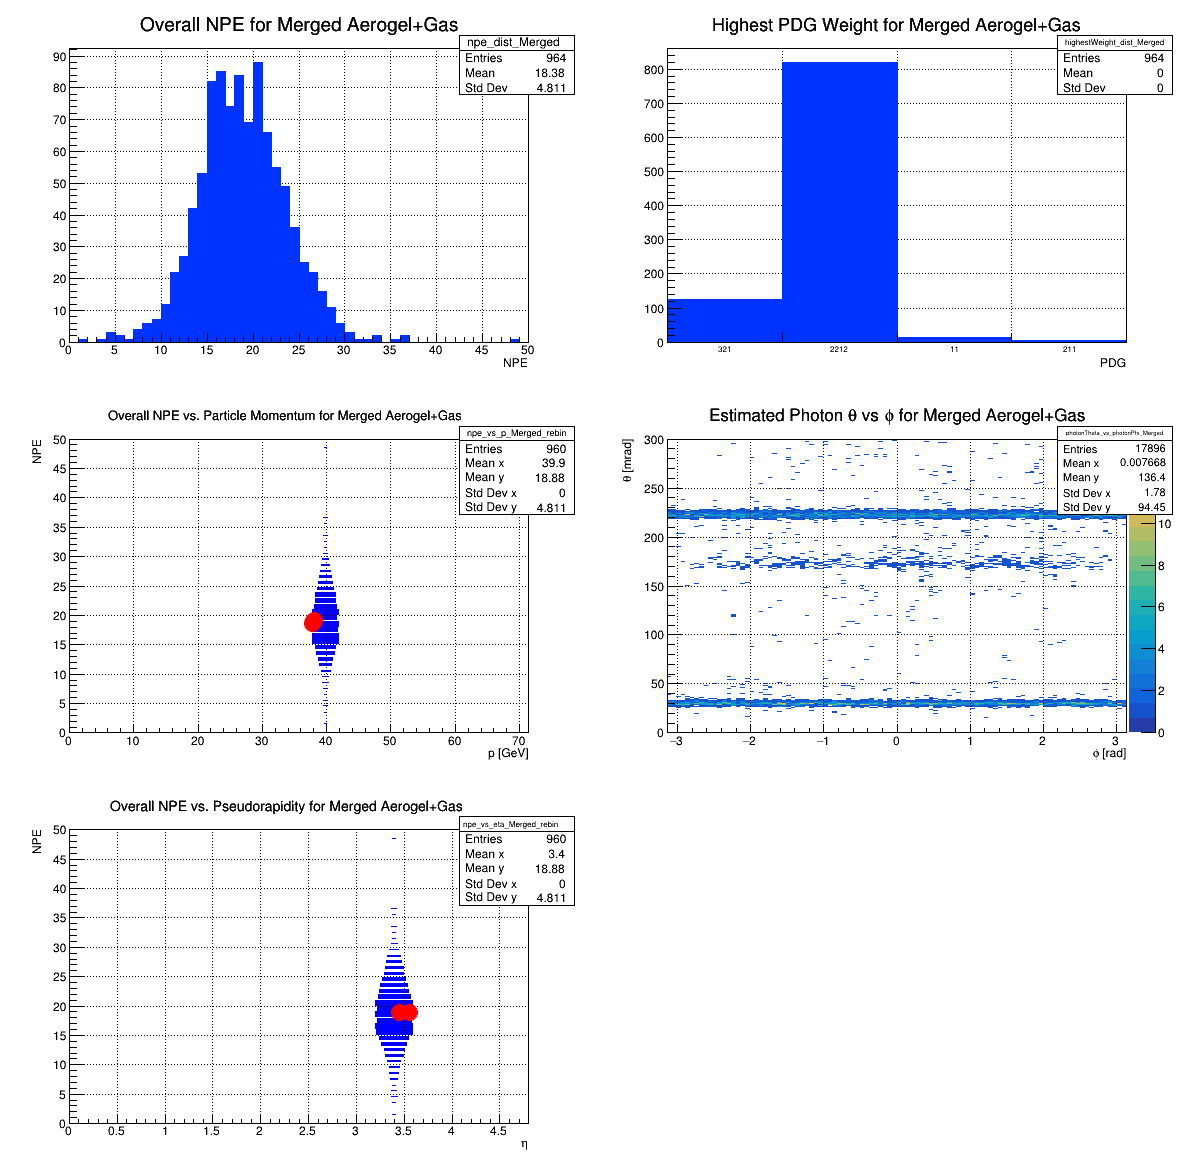 Overall NPE for Merged Aerogel+Gas
npe_dist_Merged
Entries 964
Mean 18.38
Std Dev 4.811
90
80
70
60
50
40
30
20
10
0
0 5 10 15 20 25 30 35 40 45 50
NPE
Highest PDG Weight for Merged Aerogel+Gas
highestWeight_dist_Merged
Entries 964
Mean 0
Std Dev 0
800
700
600
500
400
300
200
100
0
321 2212 11 211
PDG
Overall NPE vs. Particle Momentum for Merged Aerogel+Gas
npe_vs_p_Merged_rebin
Entries 960
Mean x 39.9
Mean y 18.88
Std Dev x 0
Std Dev y 4.811
NPE
50
45
40
35
30
25
20
15
10
5
0
0 10 20 30 40 50 60 70
p [GeV]
Estimated Photon θ vs ϕ for Merged Aerogel+Gas
photonTheta_vs_photonPhi_Merged
Entries 17896
Mean x 0.007668
Mean y 136.4
Std Dev x 1.78
Std Dev y 94.45
θ [mrad]
300
250
200
150
100
50
0
−3 −2 −1 0 1 2 3
ϕ [rad]
10
8
6
4
2
0
Overall NPE vs. Pseudorapidity for Merged Aerogel+Gas
npe_vs_eta_Merged_rebin
Entries 960
Mean x 3.4
Mean y 18.88
Std Dev x 0
Std Dev y 4.811
NPE
50
45
40
35
30
25
20
15
10
5
0
0 0.5 1 1.5 2 2.5 3 3.5 4 4.5
η